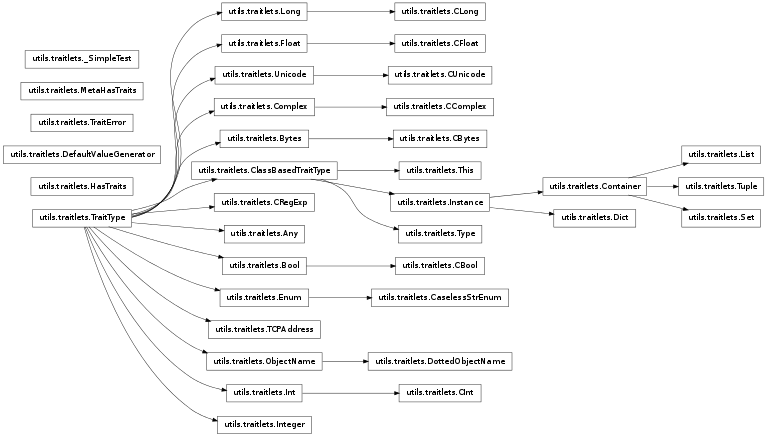 utils.traitlets.Long
utils.traitlets.CLong
utils.traitlets.Float
utils.traitlets.CFloat
utils.traitlets._SimpleTest
utils.traitlets.Unicode
utils.traitlets.CUnicode
utils.traitlets.MetaHasTraits
utils.traitlets.Complex
utils.traitlets.CComplex
utils.traitlets.TraitError
utils.traitlets.Bytes
utils.traitlets.CBytes
utils.traitlets.DefaultValueGenerator
utils.traitlets.List
utils.traitlets.ClassBasedTraitType
utils.traitlets.This
utils.traitlets.HasTraits
utils.traitlets.Container
utils.traitlets.Tuple
utils.traitlets.CRegExp
utils.traitlets.Instance
utils.traitlets.TraitType
utils.traitlets.Dict
utils.traitlets.Set
utils.traitlets.Any
utils.traitlets.Type
utils.traitlets.Bool
utils.traitlets.CBool
utils.traitlets.Enum
utils.traitlets.CaselessStrEnum
utils.traitlets.TCPAddress
utils.traitlets.ObjectName
utils.traitlets.DottedObjectName
utils.traitlets.Int
utils.traitlets.CInt
utils.traitlets.Integer